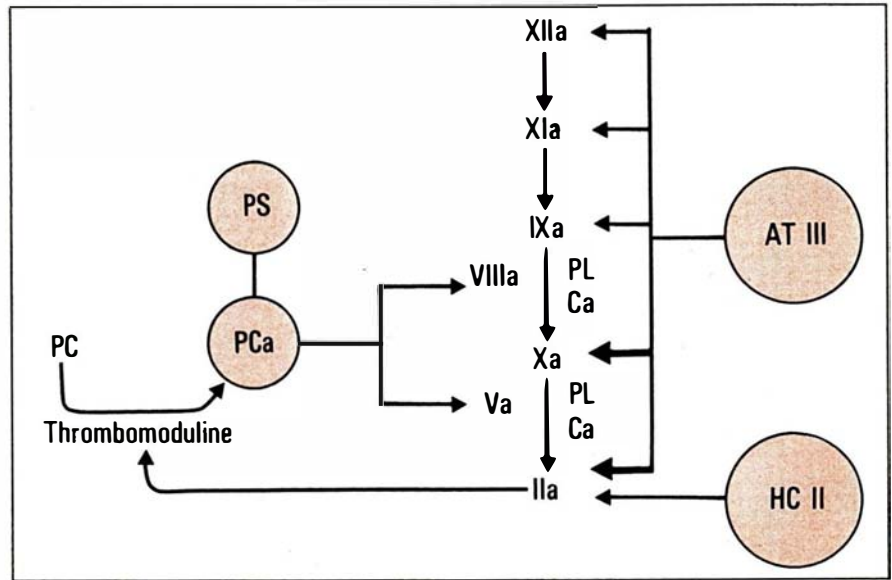 XIIa
XIa
PS
IXa
AT III
VIIIa
PL
Ca
PC
PCa
Xa
Va
PL
Ca
Thrombomoduline
IIa
HC II